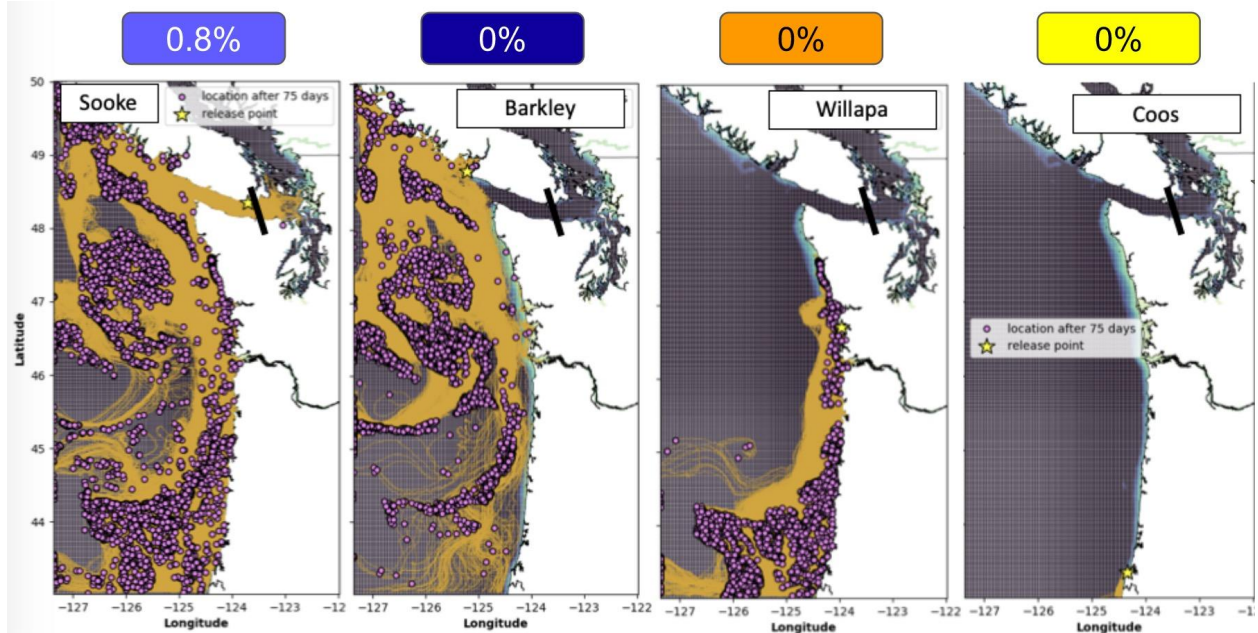 0.8%
0%
0%
0%
Sooke
location after 75 days
release point
Barkley
Willapa
Coos
location after 75 days
release point
Latitude
50
49
48
47
46
45
44
−127
−126
−125
−124
−123
−122
Longitude
−127
−126
−125
−124
−123
−122
Longitude
−127
−126
−125
−124
−123
−122
Longitude
−127
−126
−125
−124
−123
−12
Longitude